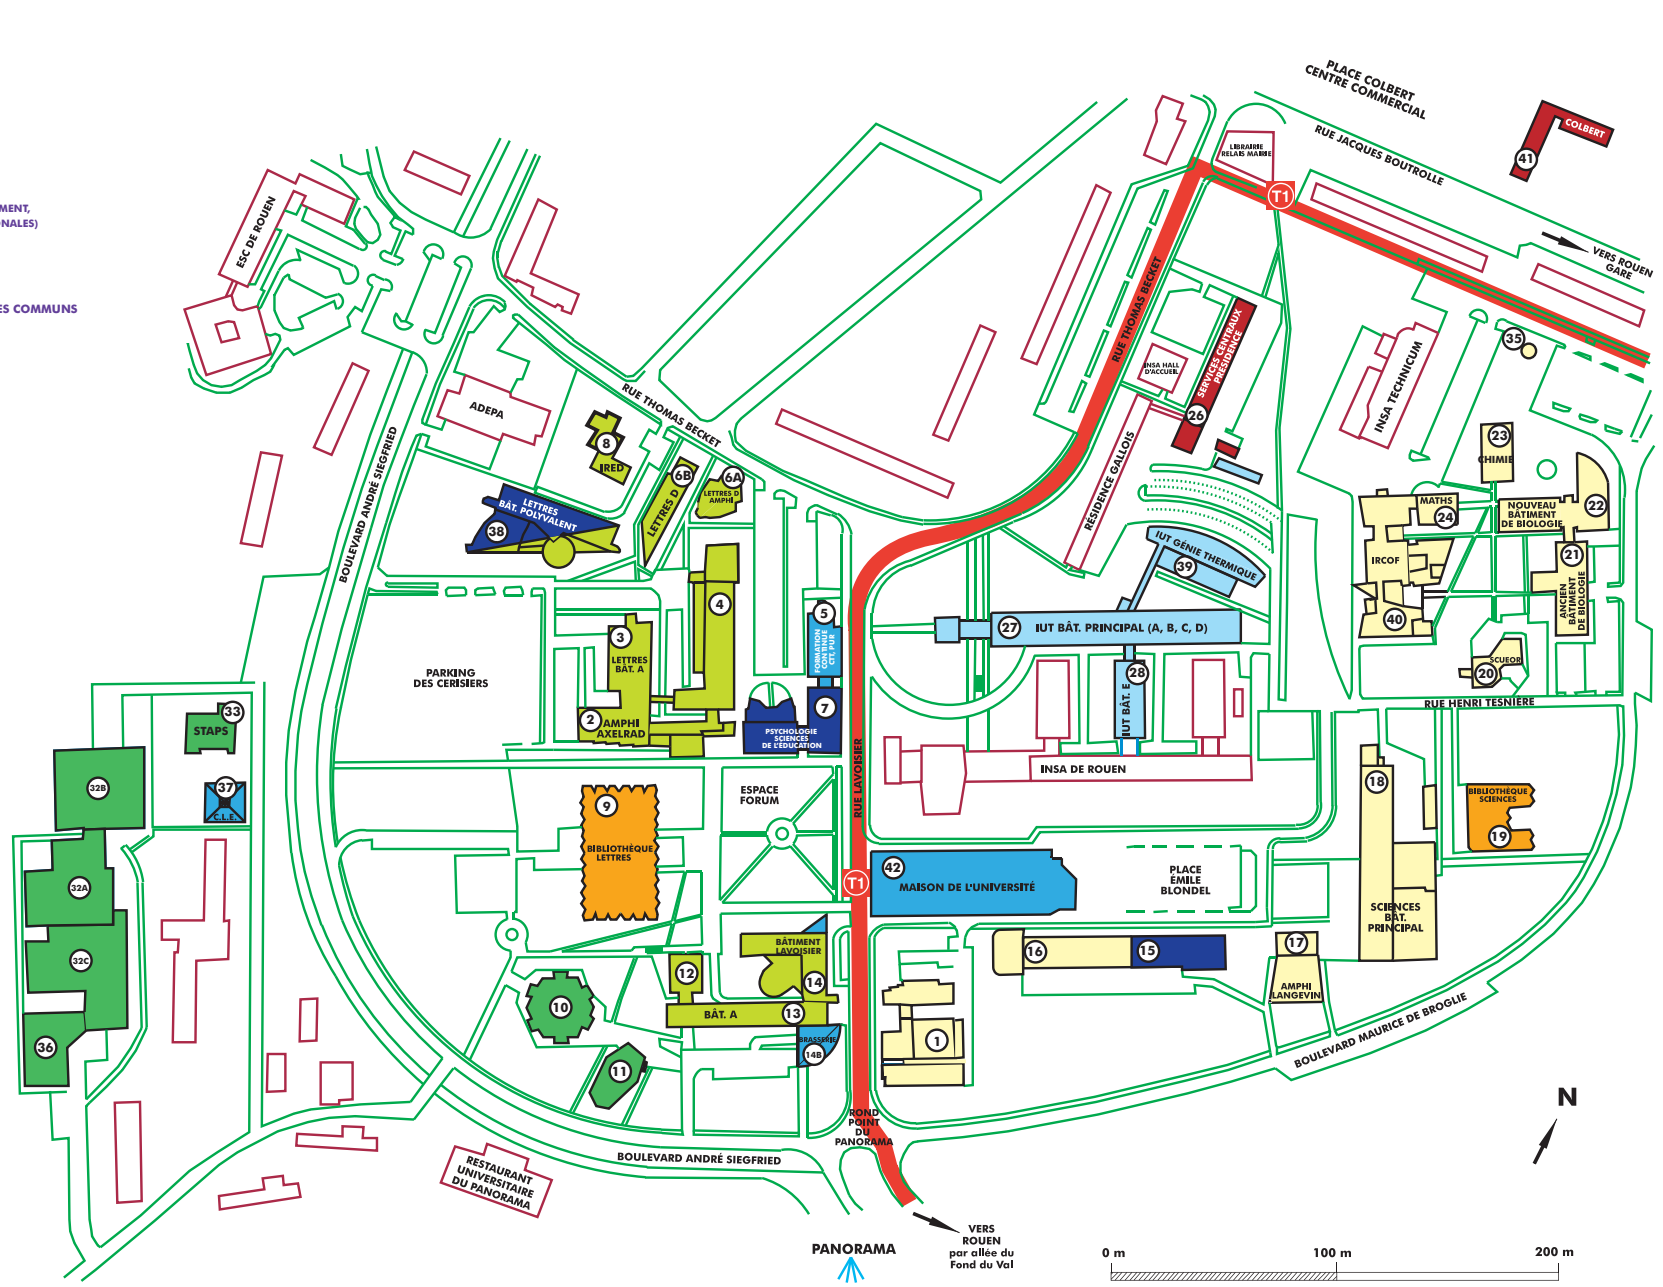 PLACE COLBERT
CENTRE COMMERCIAL
RUE JACQUES BOUTROLLE
COLBERT
41
LIBRAIRIE
RELAIS MAIRIE
T1
VERS ROUEN
GARE
MENT,
NALES)
ES COMMUNS
ESC DE ROUEN
RUE THOMAS BECKET
SERVICES CENTRAUX
PRÉSIDENCE
26
INSA HALL
D'ACCUEIL
INSA TECHNICUM
35
ADEPA
RUE THOMAS BECKET
BOULEVARD ANDRÉ SIEGFRIED
8
IRED
6B
LETTRES D
6A
LETTRES D
AMPHI
LETTRES
BÂT. POLYVALENT
38
RÉSIDENCE GALLOIS
23
CHIMIE
MATHS
24
NOUVEAU
BÂTIMENT
DE BIOLOGIE
22
IRCOF
40
21
ANCIEN
BÂTIMENT
DE BIOLOGIE
IUT GÉNIE THERMIQUE
39
4
5
FORMATION
CONTINUE
CTT, PUR
27
IUT BÂT. PRINCIPAL (A, B, C, D)
3
LETTRES
BÂT. A
28
IUT BÂT. E
SCUEOR
20
PARKING
DES CERISIERS
RUE HENRI TESNIÈRE
2
AMPHI
AXELRAD
7
PSYCHOLOGIE
SCIENCES
DE L'ÉDUCATION
33
STAPS
INSA DE ROUEN
RUE LAVOISIER
32B
37
C.L.E.
9
BIBLIOTHÈQUE
LETTRES
ESPACE
FORUM
18
SCIENCES
BÂT.
PRINCIPAL
BIBLIOTHÈQUE
SCIENCES
19
32A
T1
42
MAISON DE L'UNIVERSITÉ
PLACE
ÉMILE
BLONDEL
32C
12
BÂTIMENT
LAVOISIER
14
16
15
17
AMPHI
LANGEVIN
10
BÂT. A
13
36
BRASSERIE
14B
1
11
BOULEVARD MAURICE DE BROGLIE
ROND
POINT
DU
PANORAMA
N
BOULEVARD ANDRÉ SIEGFRIED
RESTAURANT
UNIVERSITAIRE
DU PANORAMA
PANORAMA
VERS
ROUEN
par allée du
Fond du Val
0 m
100 m
200 m